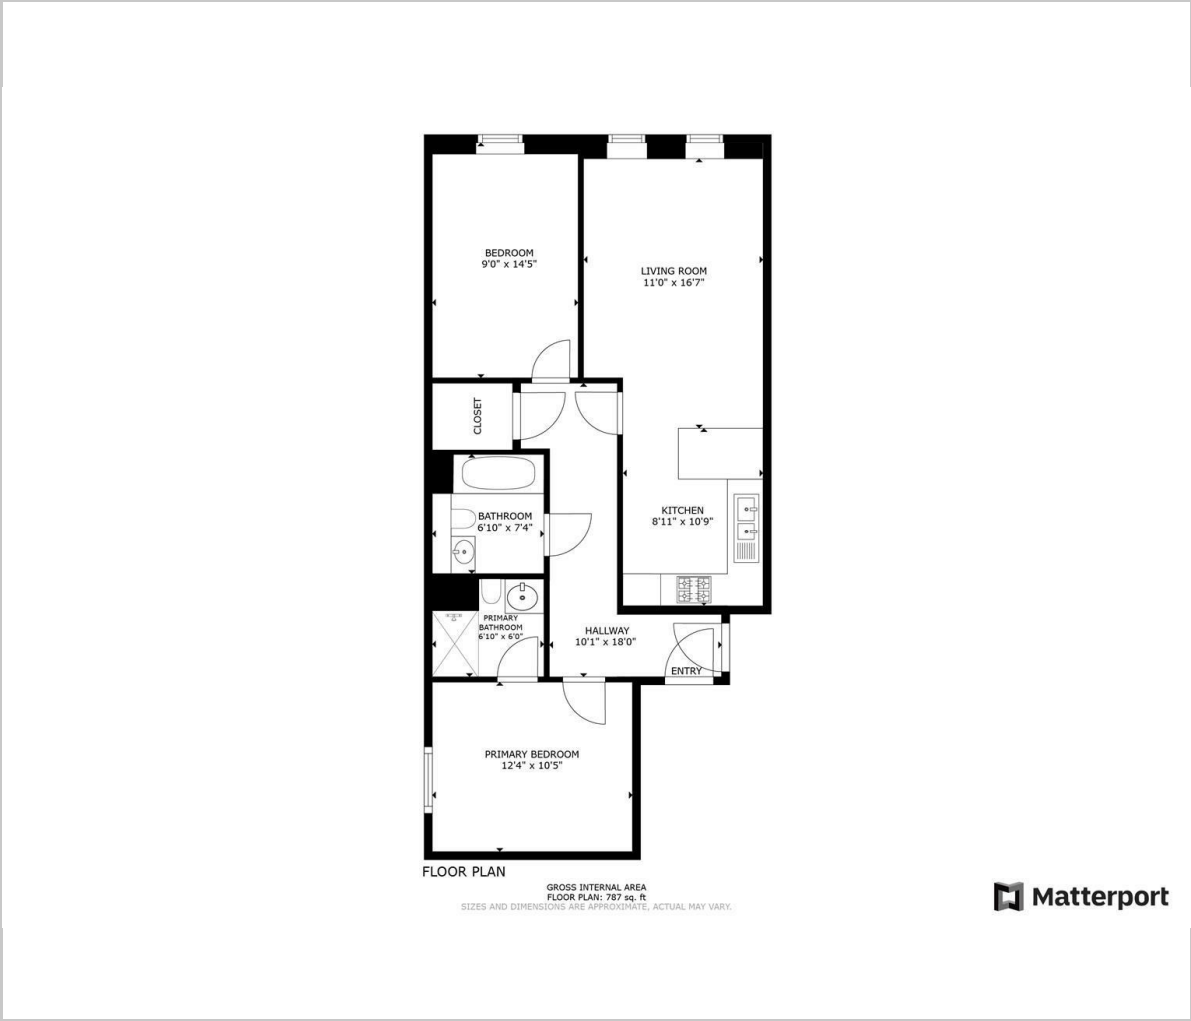 BEDROOM
9'0" x 14'5"
LIVING ROOM
11'0" x 16'7"
CLOSET
KITCHEN
8'11" x 10'9"
BATHROOM
6'10" x 7'4"
PRIMARY
BATHROOM
6'10" x 6'0"
HALLWAY
10'1" x 18'0"
ENTRY
PRIMARY BEDROOM
12'4" x 10'5"
FLOOR PLAN
GROSS INTERNAL AREA
FLOOR PLAN: 787 sq. ft
SIZES AND DIMENSIONS ARE APPROXIMATE, ACTUAL MAY VARY.
Matterport